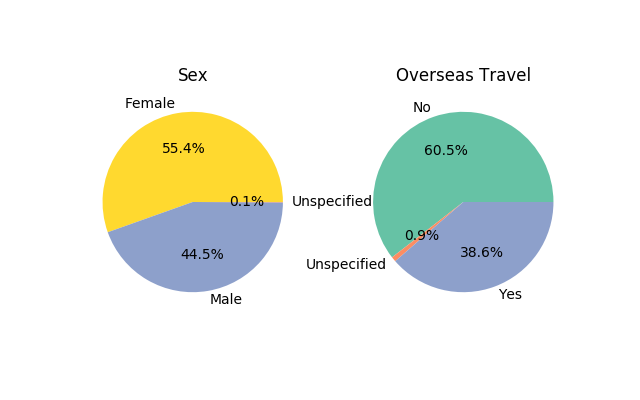 Sex
Female
55.4%
0.1%
Unspecified
44.5%
Male
Overseas Travel
No
60.5%
0.9%
Unspecified
38.6%
Yes